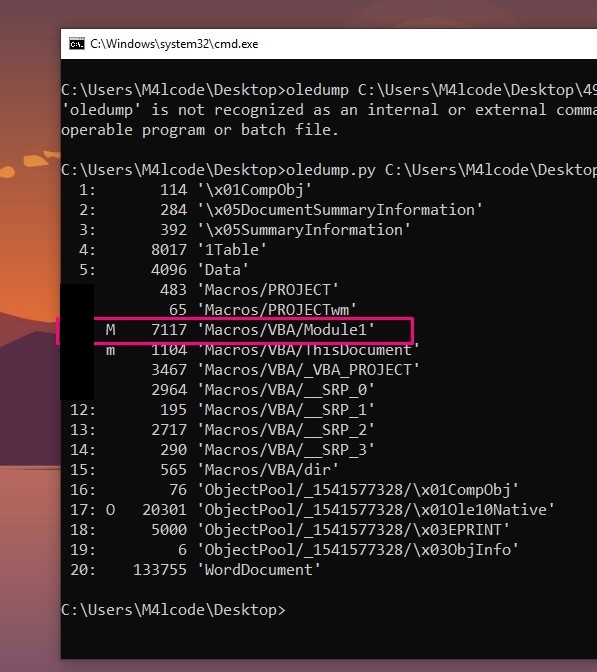 C:\Windows\system32\cmd.exe
C:\Users\M4lcode\Desktop>oledump C:\Users\M4lcode\Desktop\49
'oledump' is not recognized as an internal or external comma
operable program or batch file.
C:\Users\M4lcode\Desktop>oledump.py C:\Users\M4lcode\Desktop
1: 114 '\x01CompObj'
2: 284 '\x05DocumentSummaryInformation'
3: 392 '\x05SummaryInformation'
4: 8017 '1Table'
5: 4096 'Data'
483 'Macros/PROJECT'
65 'Macros/PROJECTwm'
M 7117 'Macros/VBA/Module1'
m 1104 'Macros/VBA/ThisDocument'
3467 'Macros/VBA/_VBA_PROJECT'
2964 'Macros/VBA/__SRP_0'
12: 195 'Macros/VBA/__SRP_1'
13: 2717 'Macros/VBA/__SRP_2'
14: 290 'Macros/VBA/__SRP_3'
15: 565 'Macros/VBA/dir'
16: 76 'ObjectPool/_1541577328/\x01CompObj'
17: O 20301 'ObjectPool/_1541577328/\x01Ole10Native'
18: 5000 'ObjectPool/_1541577328/\x03EPRINT'
19: 6 'ObjectPool/_1541577328/\x03ObjInfo'
20: 133755 'WordDocument'
C:\Users\M4lcode\Desktop>